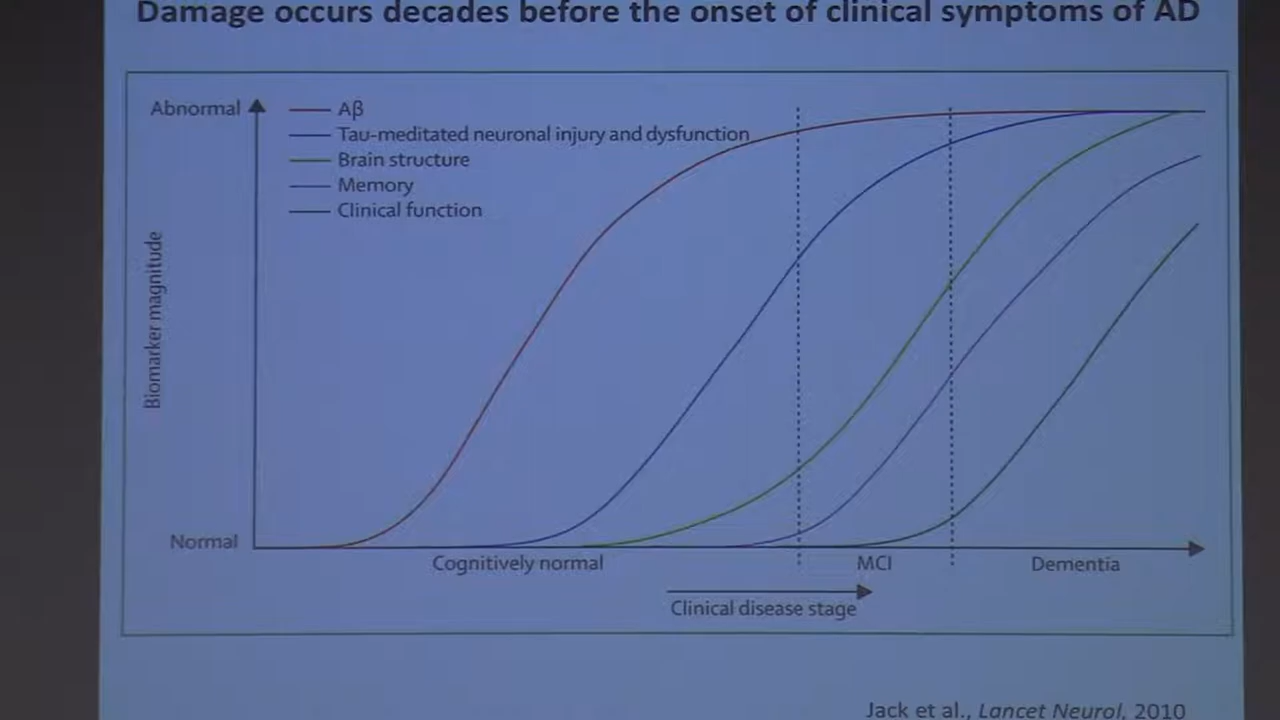 Damage occurs decades before the onset of clinical symptoms of AD
Abnormal
Aβ
Tau-meditated neuronal injury and dysfunction
Brain structure
Memory
Clinical function
Biomarker magnitude
Normal
Cognitively normal
MCI
Dementia
Clinical disease stage
Jack et al., Lancet Neurol, 2010